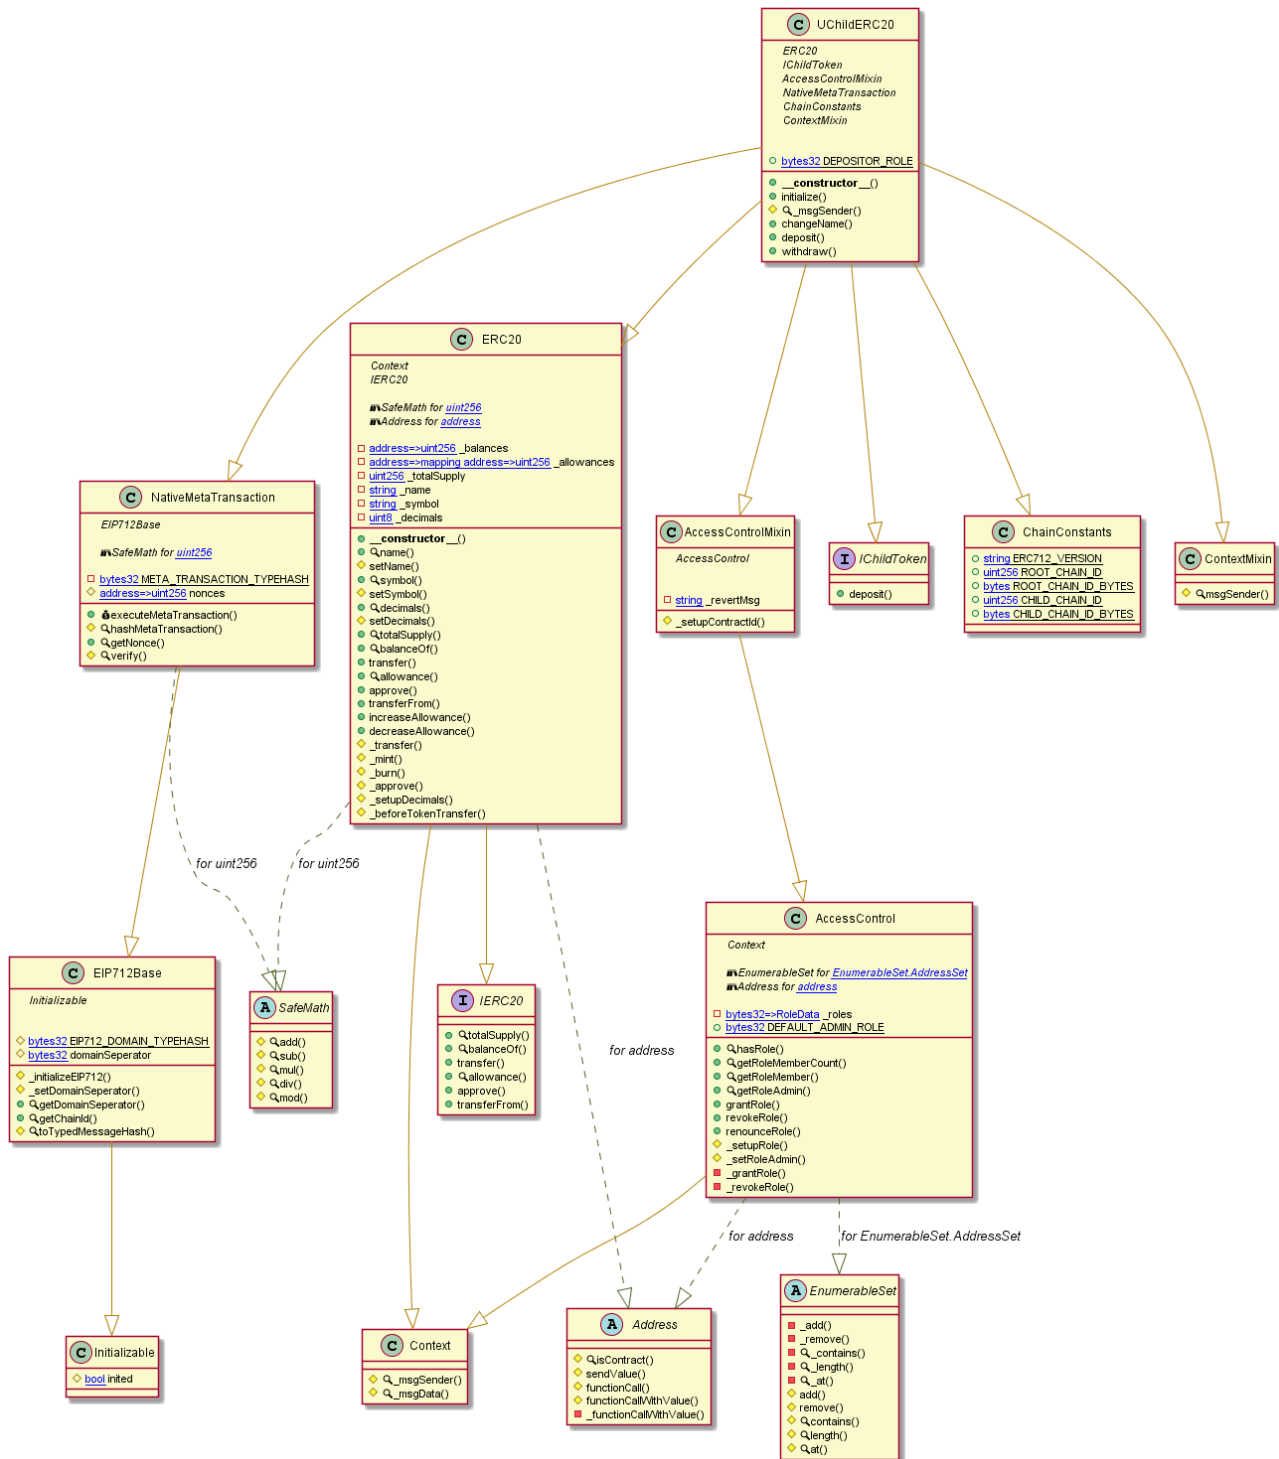 C UChildERC20
ERC20
IChildToken
AccessControlMixin
NativeMetaTransaction
ChainConstants
ContextMixin
bytes32 DEPOSITOR_ROLE
__constructor__()
initialize()
_msgSender()
changeName()
deposit()
withdraw()
C ERC20
Context
IERC20
SafeMath for uint256
Address for address
address=>uint256 _balances
address=>mapping address=>uint256 _allowances
uint256 _totalSupply
string _name
string _symbol
uint8 _decimals
__constructor__()
name()
setName()
symbol()
setSymbol()
decimals()
setDecimals()
totalSupply()
balanceOf()
transfer()
allowance()
approve()
transferFrom()
increaseAllowance()
decreaseAllowance()
_transfer()
_mint()
_burn()
_approve()
_setupDecimals()
_beforeTokenTransfer()
C NativeMetaTransaction
EIP712Base
SafeMath for uint256
bytes32 META_TRANSACTION_TYPEHASH
address=>uint256 nonces
executeMetaTransaction()
hashMetaTransaction()
getNonce()
verify()
C AccessControlMixin
AccessControl
string _revertMsg
_setupContractId()
I IChildToken
deposit()
C ChainConstants
string ERC712_VERSION
uint256 ROOT_CHAIN_ID
bytes ROOT_CHAIN_ID_BYTES
uint256 CHILD_CHAIN_ID
bytes CHILD_CHAIN_ID_BYTES
C ContextMixin
msgSender()
for uint256
for uint256
C EIP712Base
Initializable
bytes32 EIP712_DOMAIN_TYPEHASH
bytes32 domainSeperator
_initializeEIP712()
_setDomainSeperator()
getDomainSeperator()
getChainId()
toTypedMessageHash()
A SafeMath
add()
sub()
mul()
div()
mod()
I IERC20
totalSupply()
balanceOf()
transfer()
allowance()
approve()
transferFrom()
for address
C AccessControl
Context
EnumerableSet for EnumerableSet.AddressSet
Address for address
bytes32=>RoleData _roles
bytes32 DEFAULT_ADMIN_ROLE
hasRole()
getRoleMemberCount()
getRoleMember()
getRoleAdmin()
grantRole()
revokeRole()
renounceRole()
_setupRole()
_setRoleAdmin()
_grantRole()
_revokeRole()
for address
for EnumerableSet.AddressSet
C Initializable
bool inited
C Context
_msgSender()
_msgData()
A Address
isContract()
sendValue()
functionCall()
functionCallWithValue()
_functionCallWithValue()
A EnumerableSet
_add()
_remove()
_contains()
_length()
_at()
add()
remove()
contains()
length()
at()